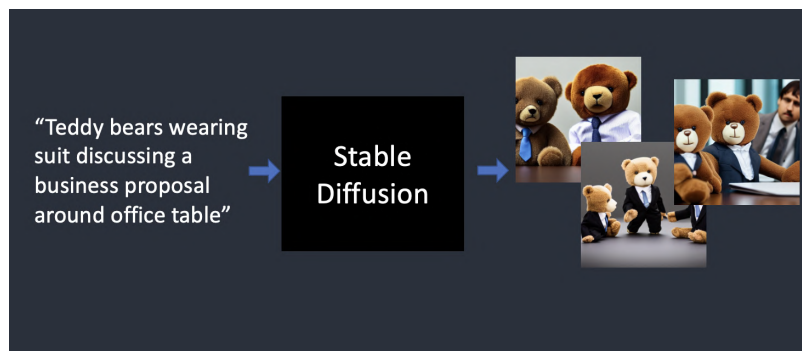 “Teddy bears wearing
suit discussing a
business proposal
around office table”
Stable
Diffusion